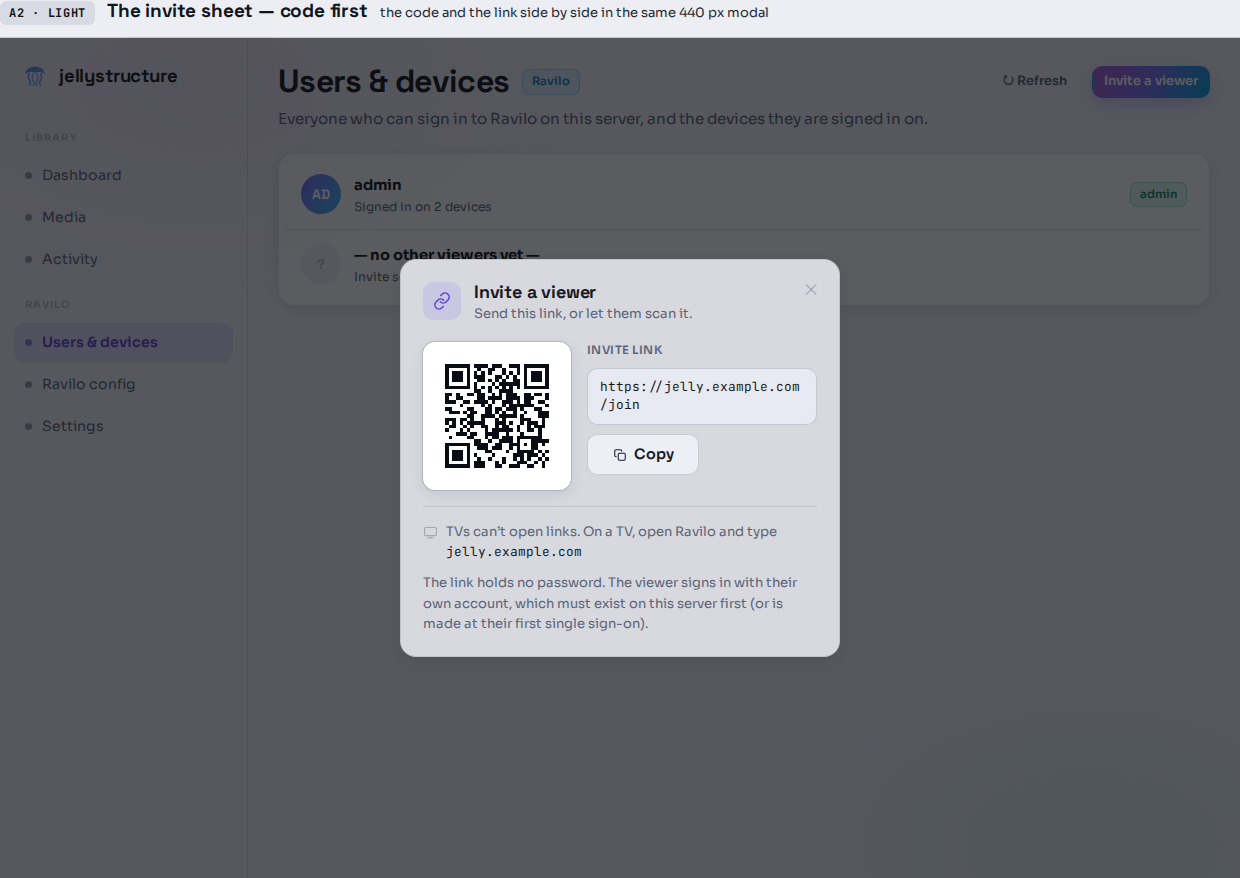 A2 · LIGHT The invite sheet — code first the code and the link side by side in the same 440 px modal
jellystructure
LIBRARY
Dashboard
Media
Activity
RAVILO
Users & devices
Ravilo config
Settings
Users & devices Ravilo
Refresh
Invite a viewer
Everyone who can sign in to Ravilo on this server, and the devices they are signed in on.
AD
admin
Signed in on 2 devices
admin
?
— no other viewers yet —
Invite s
Invite a viewer
Send this link, or let them scan it.
INVITE LINK
https://jelly.example.com
/join
Copy
TVs can't open links. On a TV, open Ravilo and type
jelly.example.com
The link holds no password. The viewer signs in with their
own account, which must exist on this server first (or is
made at their first single sign-on).